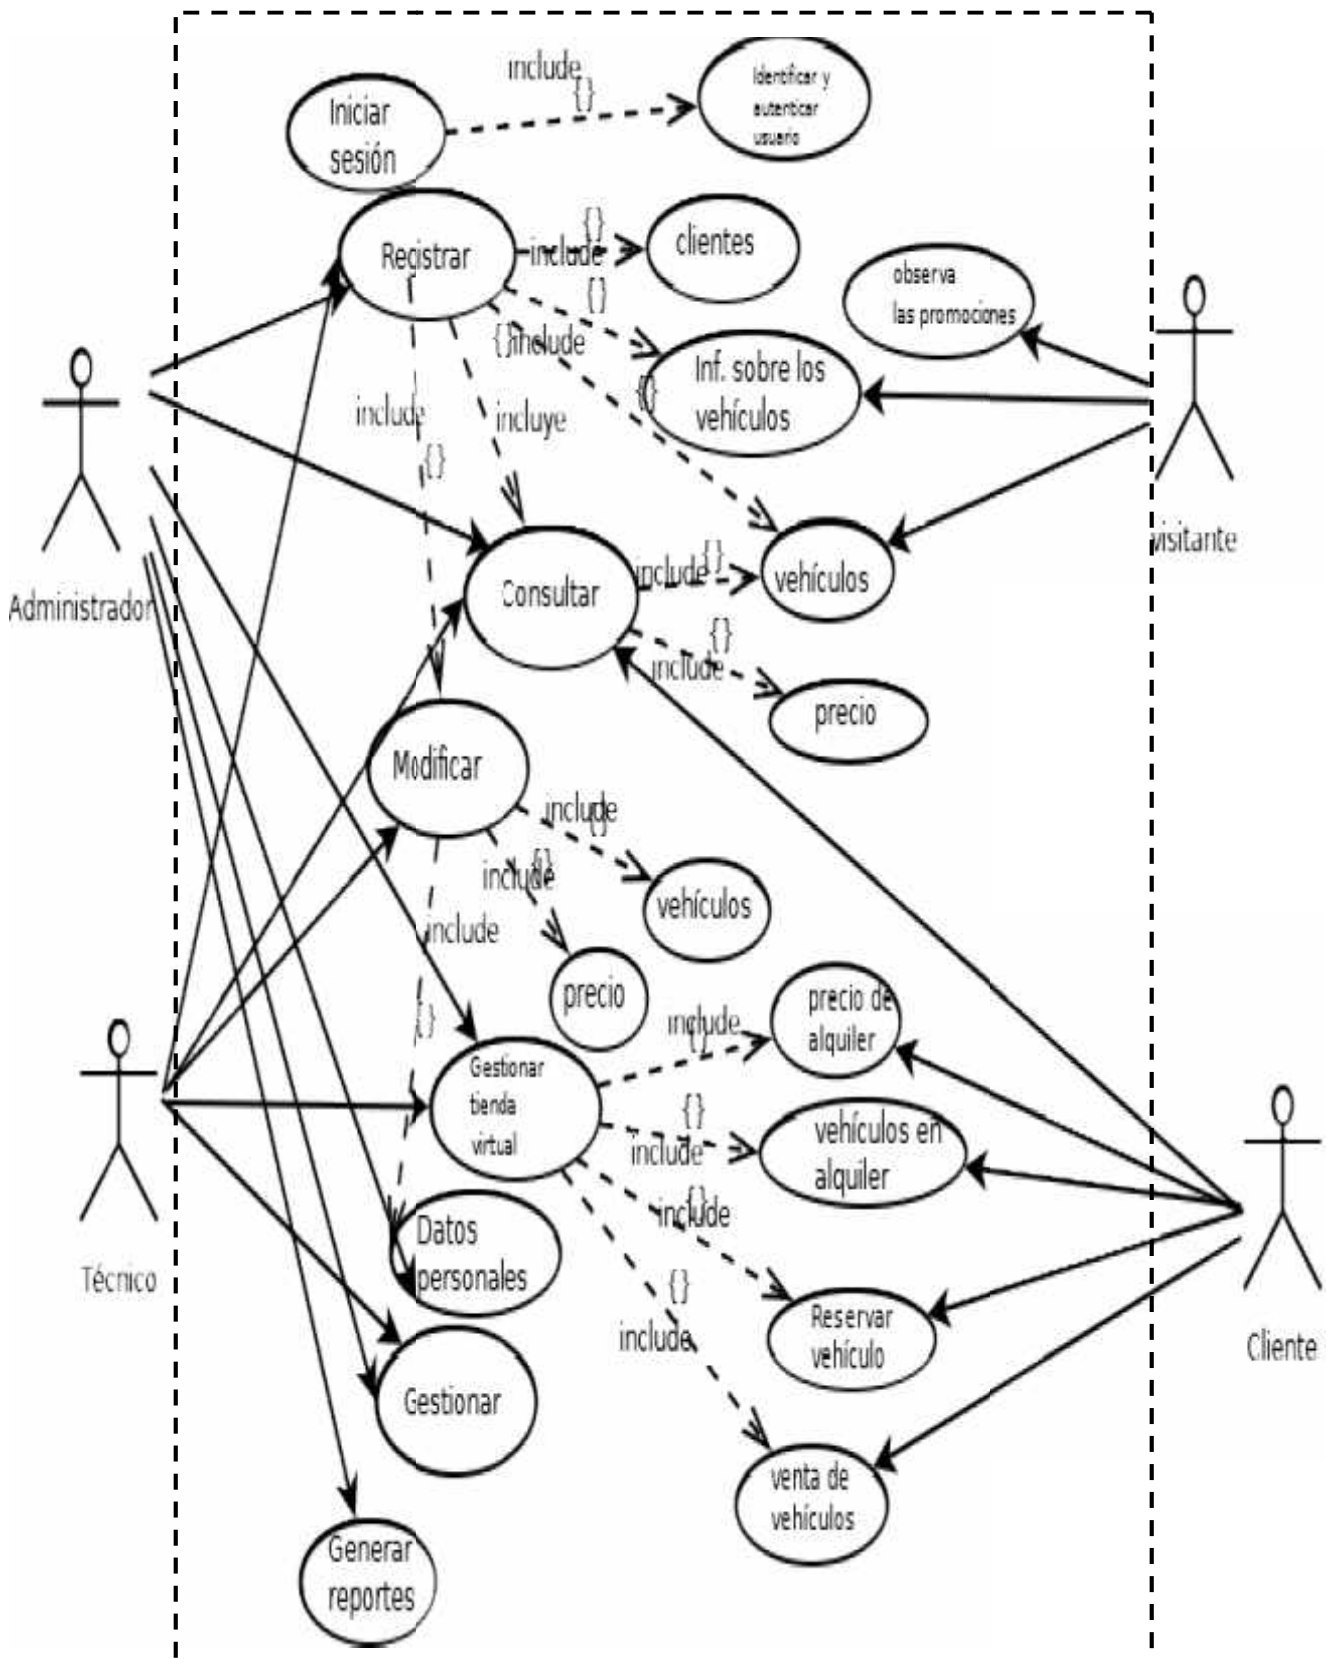 include
{}
Identificar y
autenticar
usuario
Iniciar
sesión
{}
clientes
Registrar
include
{}
observa
las promociones
{}include
Inf. sobre los
vehículos
{}
include
incluye
{}
visitante
Administrador
Consultar
include
{}
vehículos
{}
include
precio
Modificar
include
{}
include
{}
vehículos
include
precio
{}
include
{}
precio de
alquiler
Gestionar
tienda
virtual
{}
include
vehículos en
alquiler
{}
include
Datos
personales
Técnico
{}
include
Reservar
vehículo
Cliente
Gestionar
venta de
vehículos
Generar
reportes